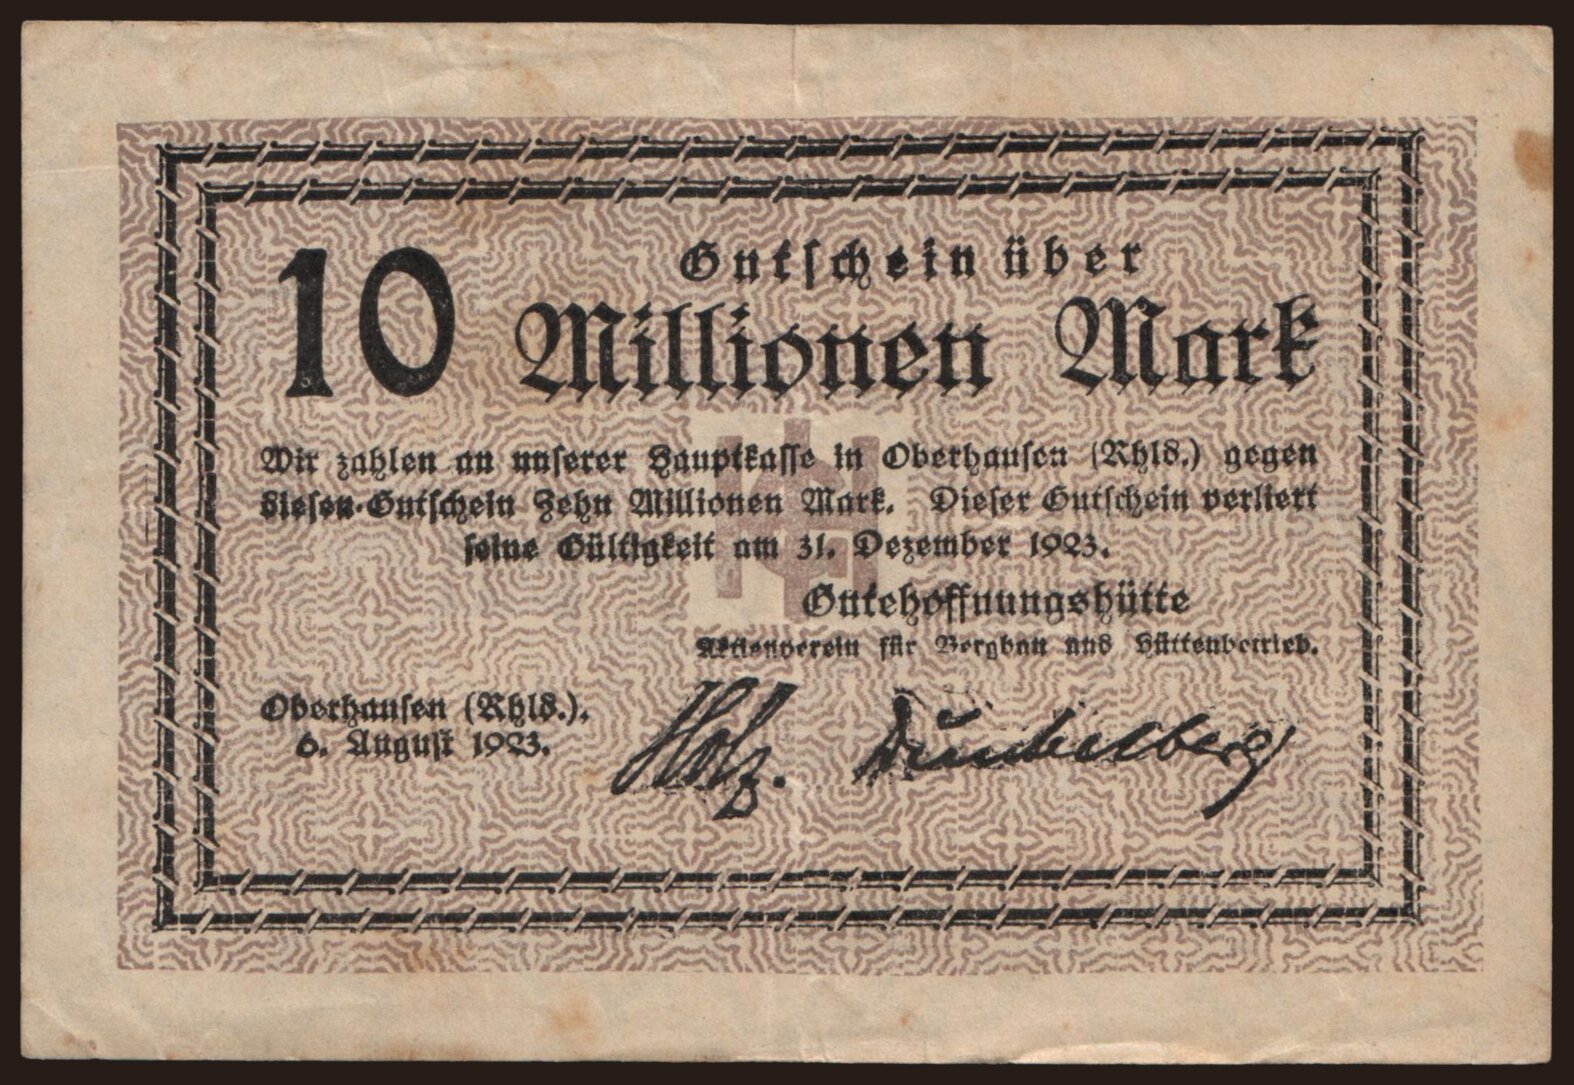 10
Gutschein über
Millionen Mark
Wir zahlen an unserer Hauptkasse in Oberhausen (Rhld.) gegen
diesen Gutschein Zehn Millionen Mark. Dieser Gutschein verliert
seine Gültigkeit am 31. Dezember 1923.
Gutehoffnungshütte
Aktienverein für Bergbau und Hüttenbetrieb.
Oberhausen (Rhld.),
6. August 1923.
Holz. Dunkelberg